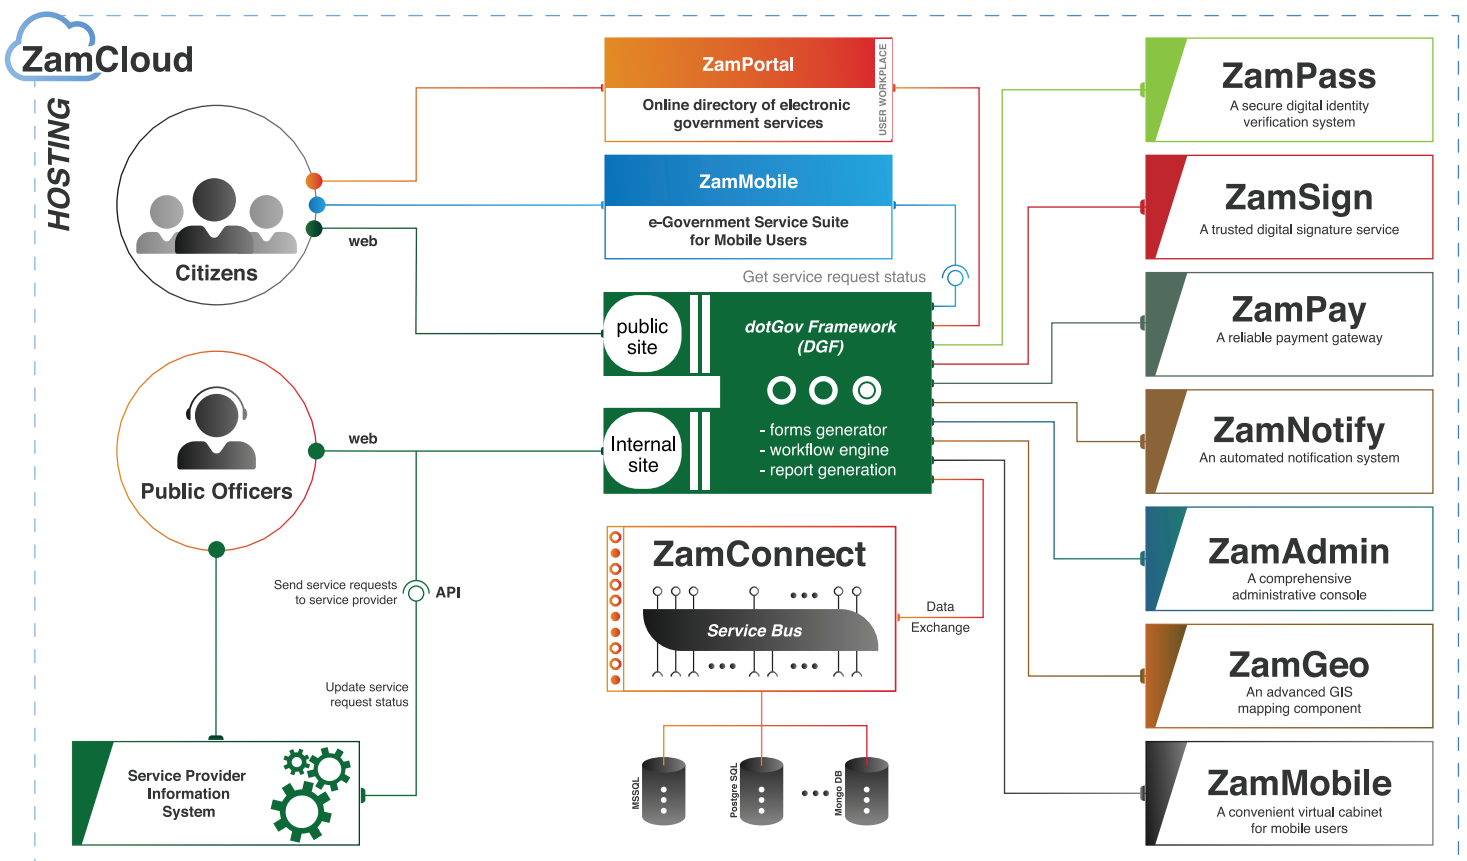 ZamCloud
HOSTING
Citizens
web
Public Officers
web
Send service requests
to service provider
API
Update service
request status
Service Provider
Information
System
ZamPortal
Online directory of electronic
government services
USER WORKPLACE
ZamMobile
e-Government Service Suite
for Mobile Users
Get service request status
public
site
dotGov Framework
(DGF)
Internal
site
- forms generator
- workflow engine
- report generation
ZamConnect
Service Bus
Data
Exchange
MSSQL
Postgre SQL
Mongo DB
ZamPass
A secure digital identity
verification system
ZamSign
A trusted digital signature service
ZamPay
A reliable payment gateway
ZamNotify
An automated notification system
ZamAdmin
A comprehensive
administrative console
ZamGeo
An advanced GIS
mapping component
ZamMobile
A convenient virtual cabinet
for mobile users